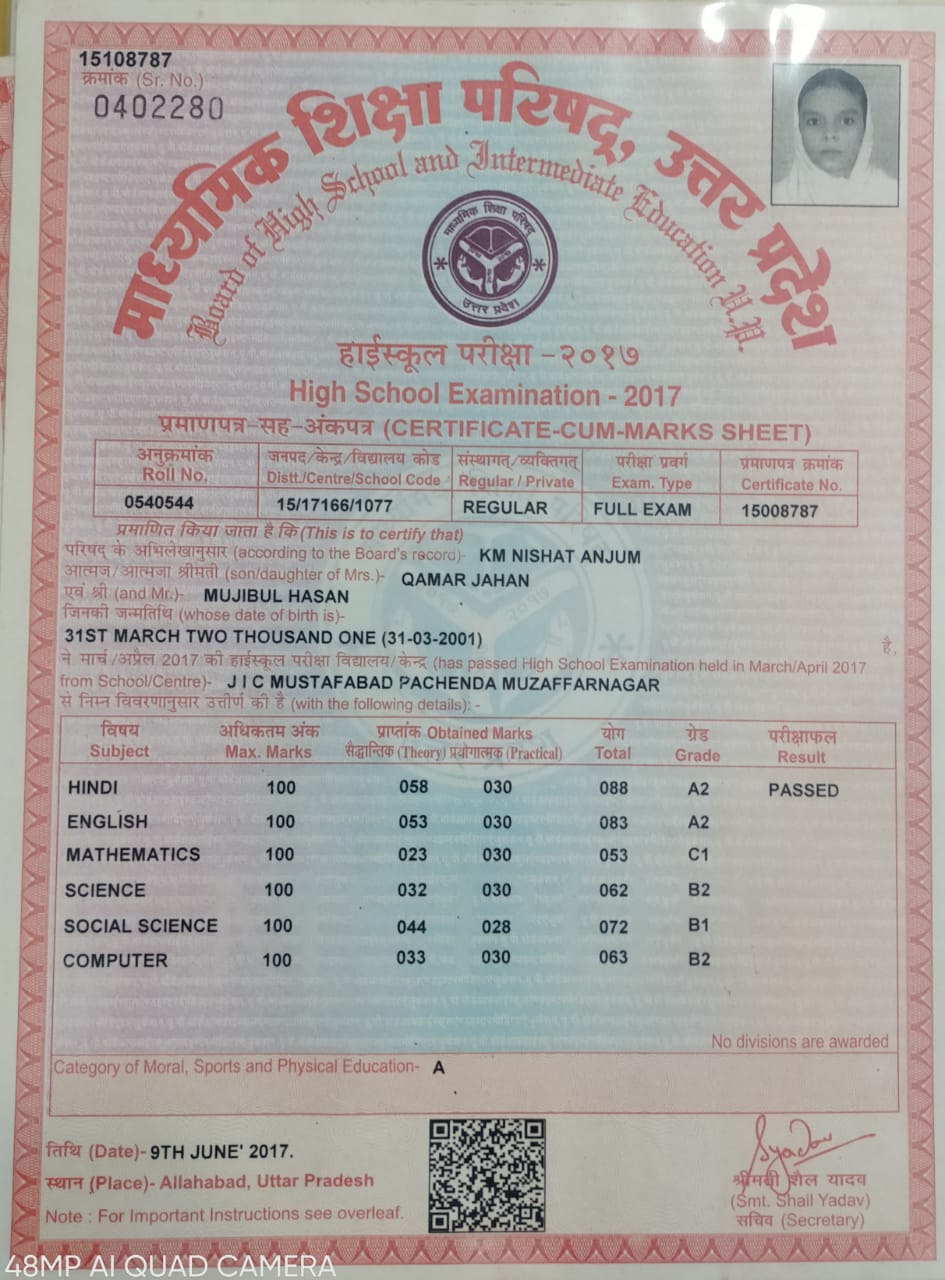 15108787
क्रमांक (Sr. No.)
0402280
माध्यमिक शिक्षा परिषद्, उत्तर प्रदेश
Board of High School and Intermediate Education U.P.
माध्यमिक शिक्षा परिषद्
उत्तर प्रदेश
हाईस्कूल परीक्षा - २०१७
High School Examination - 2017
प्रमाणपत्र-सह-अंकपत्र (CERTIFICATE-CUM-MARKS SHEET)
अनुक्रमांक जनपद/केन्द्र/विद्यालय कोड संस्थागत/व्यक्तिगत् परीक्षा प्रवर्ग प्रमाणपत्र क्रमांक
Roll No. Distt./Centre/School Code Regular / Private Exam. Type Certificate No.
0540544 15/17166/1077 REGULAR FULL EXAM 15008787
प्रमाणित किया जाता है कि (This is to certify that)
परिषद् के अभिलेखानुसार (according to the Board's record)- KM NISHAT ANJUM
आत्मज/आत्मजा श्रीमती (son/daughter of Mrs.)- QAMAR JAHAN
एवं श्री (and Mr.)- MUJIBUL HASAN
जिनकी जन्मतिथि (whose date of birth is)-
31ST MARCH TWO THOUSAND ONE (31-03-2001) है,
ने मार्च/अप्रैल 2017 की हाईस्कूल परीक्षा विद्यालय/केन्द्र (has passed High School Examination held in March/April 2017
from School/Centre)- J I C MUSTAFABAD PACHENDA MUZAFFARNAGAR
से निम्न विवरणानुसार उत्तीर्ण की है (with the following details): -
विषय अधिकतम अंक प्राप्तांक Obtained Marks योग ग्रेड परीक्षाफल
Subject Max. Marks सैद्धान्तिक (Theory) प्रयोगात्मक (Practical) Total Grade Result
HINDI 100 058 030 088 A2 PASSED
ENGLISH 100 053 030 083 A2
MATHEMATICS 100 023 030 053 C1
SCIENCE 100 032 030 062 B2
SOCIAL SCIENCE 100 044 028 072 B1
COMPUTER 100 033 030 063 B2
No divisions are awarded
Category of Moral, Sports and Physical Education- A
तिथि (Date)- 9TH JUNE' 2017.
स्थान (Place)- Allahabad, Uttar Pradesh
Note : For Important Instructions see overleaf.
Syadav
श्रीमती शैल यादव
(Smt. Shail Yadav)
सचिव (Secretary)
48MP AI QUAD CAMERA